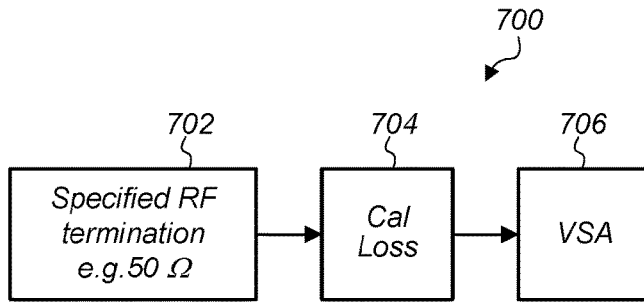 700
702
704
706
Specified RF
termination
e.g.50 Ω
Cal
Loss
VSA